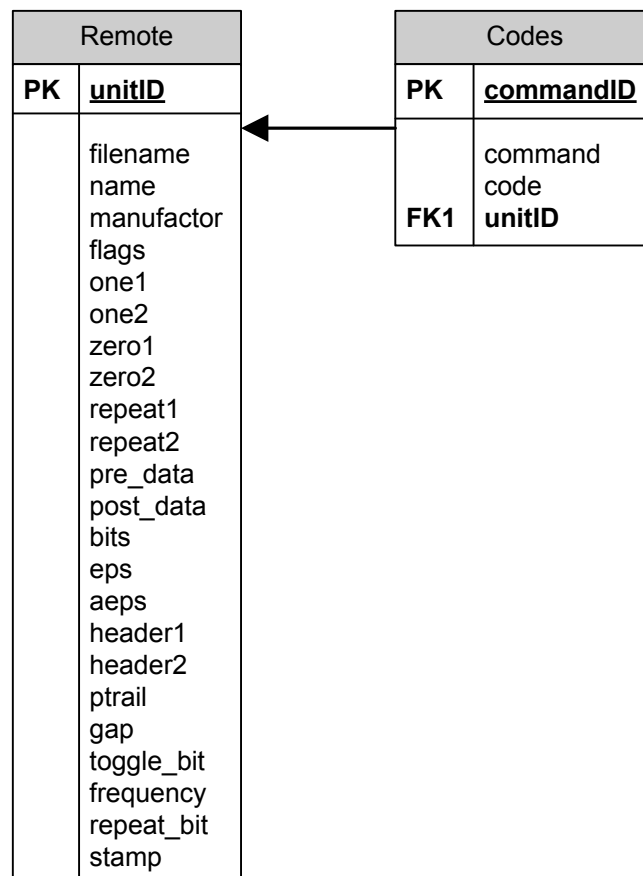 Remote
PK unitID
filename
name
manufactor
flags
one1
one2
zero1
zero2
repeat1
repeat2
pre_data
post_data
bits
eps
aeps
header1
header2
ptrail
gap
toggle_bit
frequency
repeat_bit
stamp
Codes
PK commandID
command
code
FK1 unitID